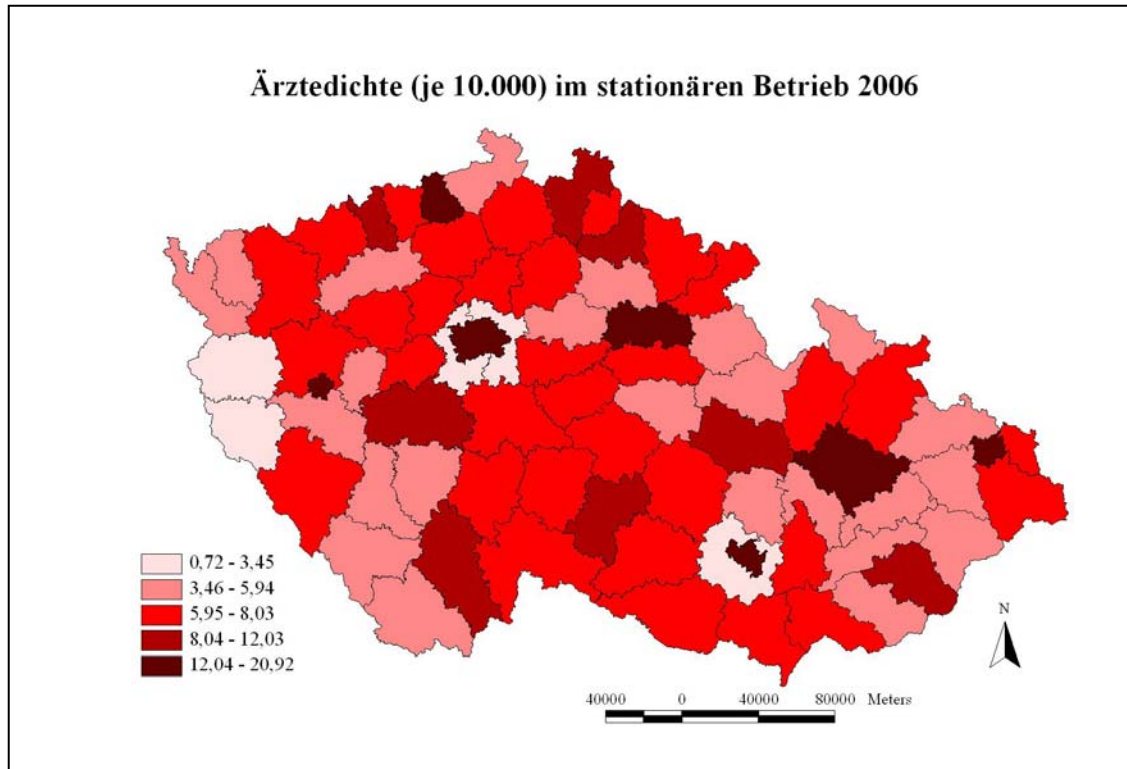 Ärztedichte (je 10.000) im stationären Betrieb 2006
0,72 - 3,45
3,46 - 5,94
5,95 - 8,03
8,04 - 12,03
12,04 - 20,92
N
40000 0 40000 80000 Meters